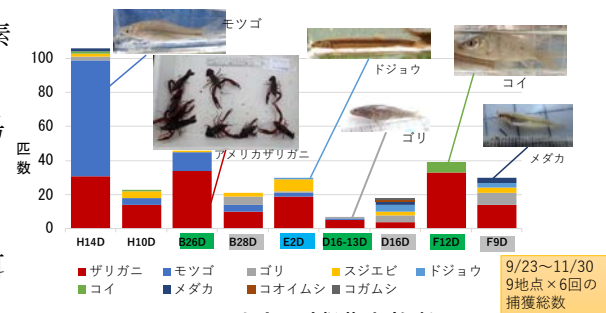 モツゴ
ドジョウ
コイ
アメリカザリガニ
ゴリ
メダカ
匹数
100
80
60
40
20
0
H14D H10D B26D B28D E2D D16-13D D16D F12D F9D
ザリガニ モツゴ ゴリ スジエビ ドジョウ
コイ メダカ コオイムシ コガムシ
9/23～11/30
9地点×6回の
捕獲総数